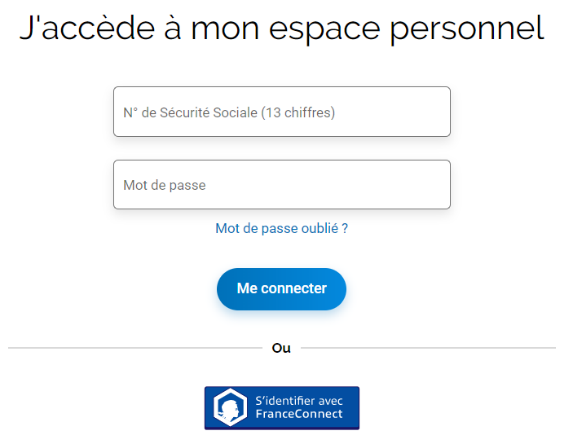 J'accède à mon espace personnel
N° de Sécurité Sociale (13 chiffres)
Mot de passe
Mot de passe oublié ?
Me connecter
Ou
S'identifier avec
FranceConnect